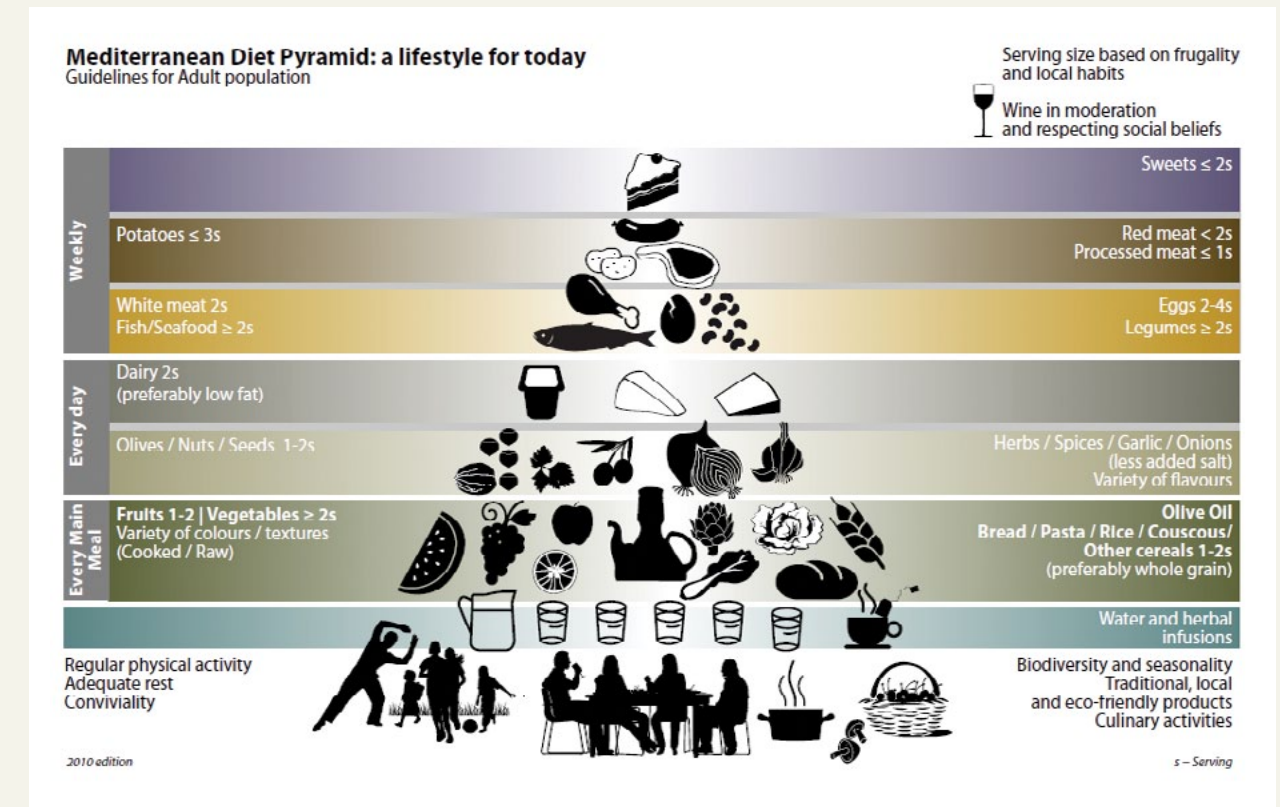 Mediterranean Diet Pyramid: a lifestyle for today
Guidelines for Adult population
Serving size based on frugality
and local habits
Wine in moderation
and respecting social beliefs
Weekly
Sweets ≤ 2s
Potatoes ≤ 3s
Red meat < 2s
Processed meat ≤ 1s
White meat 2s
Fish/Seafood ≥ 2s
Eggs 2-4s
Legumes ≥ 2s
Every day
Dairy 2s
(preferably low fat)
Olives / Nuts / Seeds 1-2s
Herbs / Spices / Garlic / Onions
(less added salt)
Variety of flavours
Every Main
Meal
Fruits 1-2 | Vegetables > 2s
Variety of colours / textures
(Cooked / Raw)
Olive Oil
Bread / Pasta / Rice / Couscous/
Other cereals 1-2s
(preferably whole grain)
Water and herbal
infusions
Regular physical activity
Adequate rest
Conviviality
Biodiversity and seasonality
Traditional, local
and eco-friendly products
Culinary activities
2010 edition
s – Serving